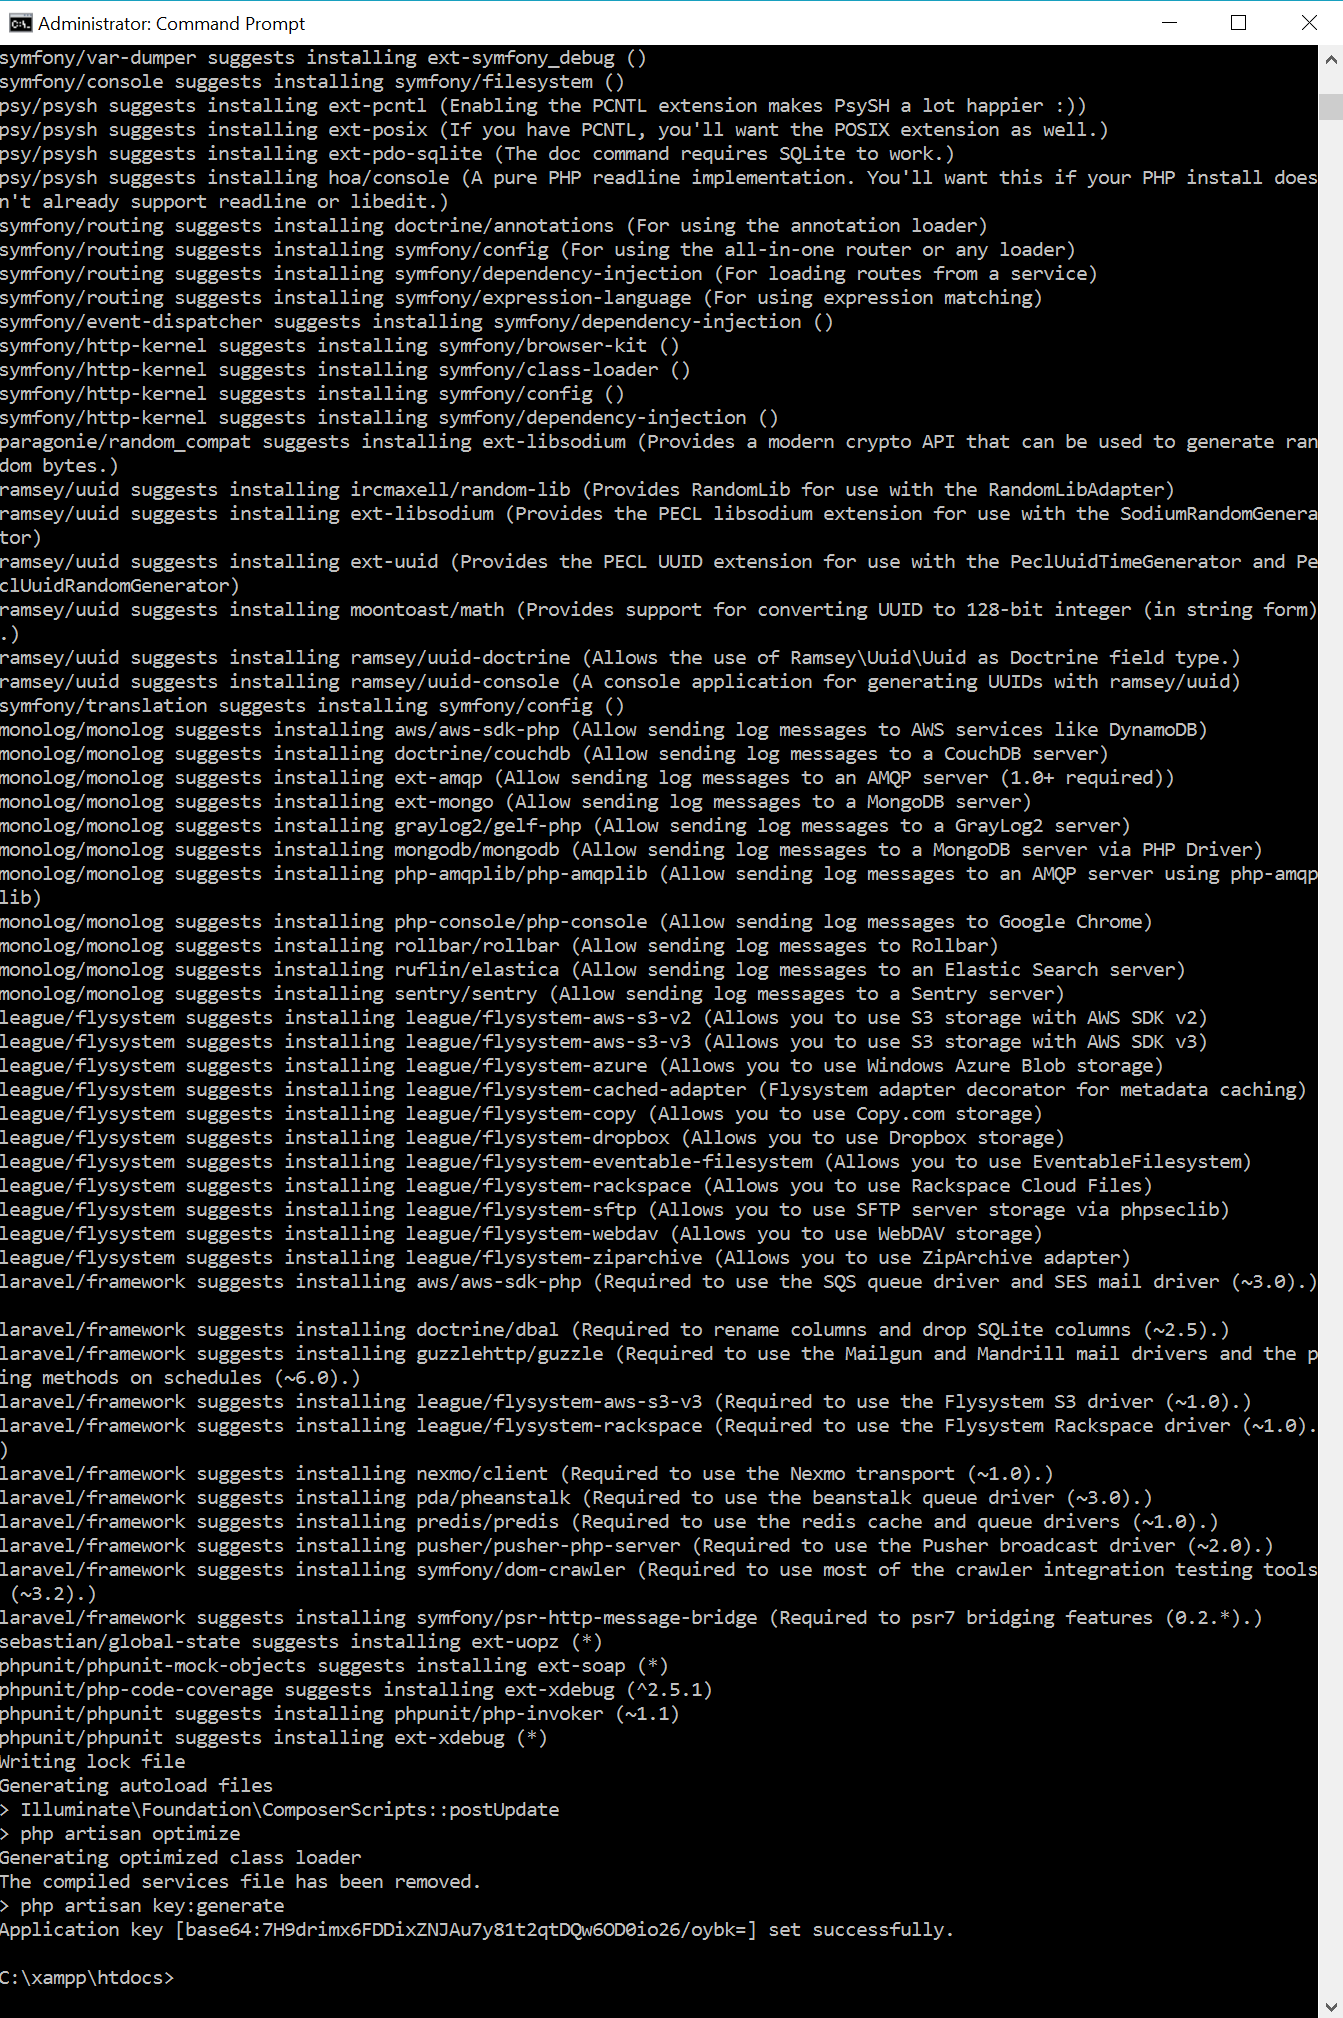 Administrator: Command Prompt
symfony/var-dumper suggests installing ext-symfony_debug ()
symfony/console suggests installing symfony/filesystem ()
psy/psysh suggests installing ext-pcntl (Enabling the PCNTL extension makes PsySH a lot happier :))
psy/psysh suggests installing ext-posix (If you have PCNTL, you'll want the POSIX extension as well.)
psy/psysh suggests installing ext-pdo-sqlite (The doc command requires SQLite to work.)
psy/psysh suggests installing hoa/console (A pure PHP readline implementation. You'll want this if your PHP install does
n't already support readline or libedit.)
symfony/routing suggests installing doctrine/annotations (For using the annotation loader)
symfony/routing suggests installing symfony/config (For using the all-in-one router or any loader)
symfony/routing suggests installing symfony/dependency-injection (For loading routes from a service)
symfony/routing suggests installing symfony/expression-language (For using expression matching)
symfony/event-dispatcher suggests installing symfony/dependency-injection ()
symfony/http-kernel suggests installing symfony/browser-kit ()
symfony/http-kernel suggests installing symfony/class-loader ()
symfony/http-kernel suggests installing symfony/config ()
symfony/http-kernel suggests installing symfony/dependency-injection ()
paragonie/random_compat suggests installing ext-libsodium (Provides a modern crypto API that can be used to generate ran
dom bytes.)
ramsey/uuid suggests installing ircmaxell/random-lib (Provides RandomLib for use with the RandomLibAdapter)
ramsey/uuid suggests installing ext-libsodium (Provides the PECL libsodium extension for use with the SodiumRandomGenera
tor)
ramsey/uuid suggests installing ext-uuid (Provides the PECL UUID extension for use with the PeclUuidTimeGenerator and Pe
clUuidRandomGenerator)
ramsey/uuid suggests installing moontoast/math (Provides support for converting UUID to 128-bit integer (in string form)
.)
ramsey/uuid suggests installing ramsey/uuid-doctrine (Allows the use of Ramsey\Uuid\Uuid as Doctrine field type.)
ramsey/uuid suggests installing ramsey/uuid-console (A console application for generating UUIDs with ramsey/uuid)
symfony/translation suggests installing symfony/config ()
monolog/monolog suggests installing aws/aws-sdk-php (Allow sending log messages to AWS services like DynamoDB)
monolog/monolog suggests installing doctrine/couchdb (Allow sending log messages to a CouchDB server)
monolog/monolog suggests installing ext-amqp (Allow sending log messages to an AMQP server (1.0+ required))
monolog/monolog suggests installing ext-mongo (Allow sending log messages to a MongoDB server)
monolog/monolog suggests installing graylog2/gelf-php (Allow sending log messages to a GrayLog2 server)
monolog/monolog suggests installing mongodb/mongodb (Allow sending log messages to a MongoDB server via PHP Driver)
monolog/monolog suggests installing php-amqplib/php-amqplib (Allow sending log messages to an AMQP server using php-amqp
lib)
monolog/monolog suggests installing php-console/php-console (Allow sending log messages to Google Chrome)
monolog/monolog suggests installing rollbar/rollbar (Allow sending log messages to Rollbar)
monolog/monolog suggests installing ruflin/elastica (Allow sending log messages to an Elastic Search server)
monolog/monolog suggests installing sentry/sentry (Allow sending log messages to a Sentry server)
league/flysystem suggests installing league/flysystem-aws-s3-v2 (Allows you to use S3 storage with AWS SDK v2)
league/flysystem suggests installing league/flysystem-aws-s3-v3 (Allows you to use S3 storage with AWS SDK v3)
league/flysystem suggests installing league/flysystem-azure (Allows you to use Windows Azure Blob storage)
league/flysystem suggests installing league/flysystem-cached-adapter (Flysystem adapter decorator for metadata caching)
league/flysystem suggests installing league/flysystem-copy (Allows you to use Copy.com storage)
league/flysystem suggests installing league/flysystem-dropbox (Allows you to use Dropbox storage)
league/flysystem suggests installing league/flysystem-eventable-filesystem (Allows you to use EventableFilesystem)
league/flysystem suggests installing league/flysystem-rackspace (Allows you to use Rackspace Cloud Files)
league/flysystem suggests installing league/flysystem-sftp (Allows you to use SFTP server storage via phpseclib)
league/flysystem suggests installing league/flysystem-webdav (Allows you to use WebDAV storage)
league/flysystem suggests installing league/flysystem-ziparchive (Allows you to use ZipArchive adapter)
laravel/framework suggests installing aws/aws-sdk-php (Required to use the SQS queue driver and SES mail driver (~3.0).)
laravel/framework suggests installing doctrine/dbal (Required to rename columns and drop SQLite columns (~2.5).)
laravel/framework suggests installing guzzlehttp/guzzle (Required to use the Mailgun and Mandrill mail drivers and the p
ing methods on schedules (~6.0).)
laravel/framework suggests installing league/flysystem-aws-s3-v3 (Required to use the Flysystem S3 driver (~1.0).)
laravel/framework suggests installing league/flysystem-rackspace (Required to use the Flysystem Rackspace driver (~1.0).
)
laravel/framework suggests installing nexmo/client (Required to use the Nexmo transport (~1.0).)
laravel/framework suggests installing pda/pheanstalk (Required to use the beanstalk queue driver (~3.0).)
laravel/framework suggests installing predis/predis (Required to use the redis cache and queue drivers (~1.0).)
laravel/framework suggests installing pusher/pusher-php-server (Required to use the Pusher broadcast driver (~2.0).)
laravel/framework suggests installing symfony/dom-crawler (Required to use most of the crawler integration testing tools
 (~3.2).)
laravel/framework suggests installing symfony/psr-http-message-bridge (Required to psr7 bridging features (0.2.*).)
sebastian/global-state suggests installing ext-uopz (*)
phpunit/phpunit-mock-objects suggests installing ext-soap (*)
phpunit/php-code-coverage suggests installing ext-xdebug (^2.5.1)
phpunit/phpunit suggests installing phpunit/php-invoker (~1.1)
phpunit/phpunit suggests installing ext-xdebug (*)
Writing lock file
Generating autoload files
> Illuminate\Foundation\ComposerScripts::postUpdate
> php artisan optimize
Generating optimized class loader
The compiled services file has been removed.
> php artisan key:generate
Application key [base64:7H9drimx6FDDixZNJAu7y81t2qtDQw6OD0io26/oybk=] set successfully.
C:\xampp\htdocs>